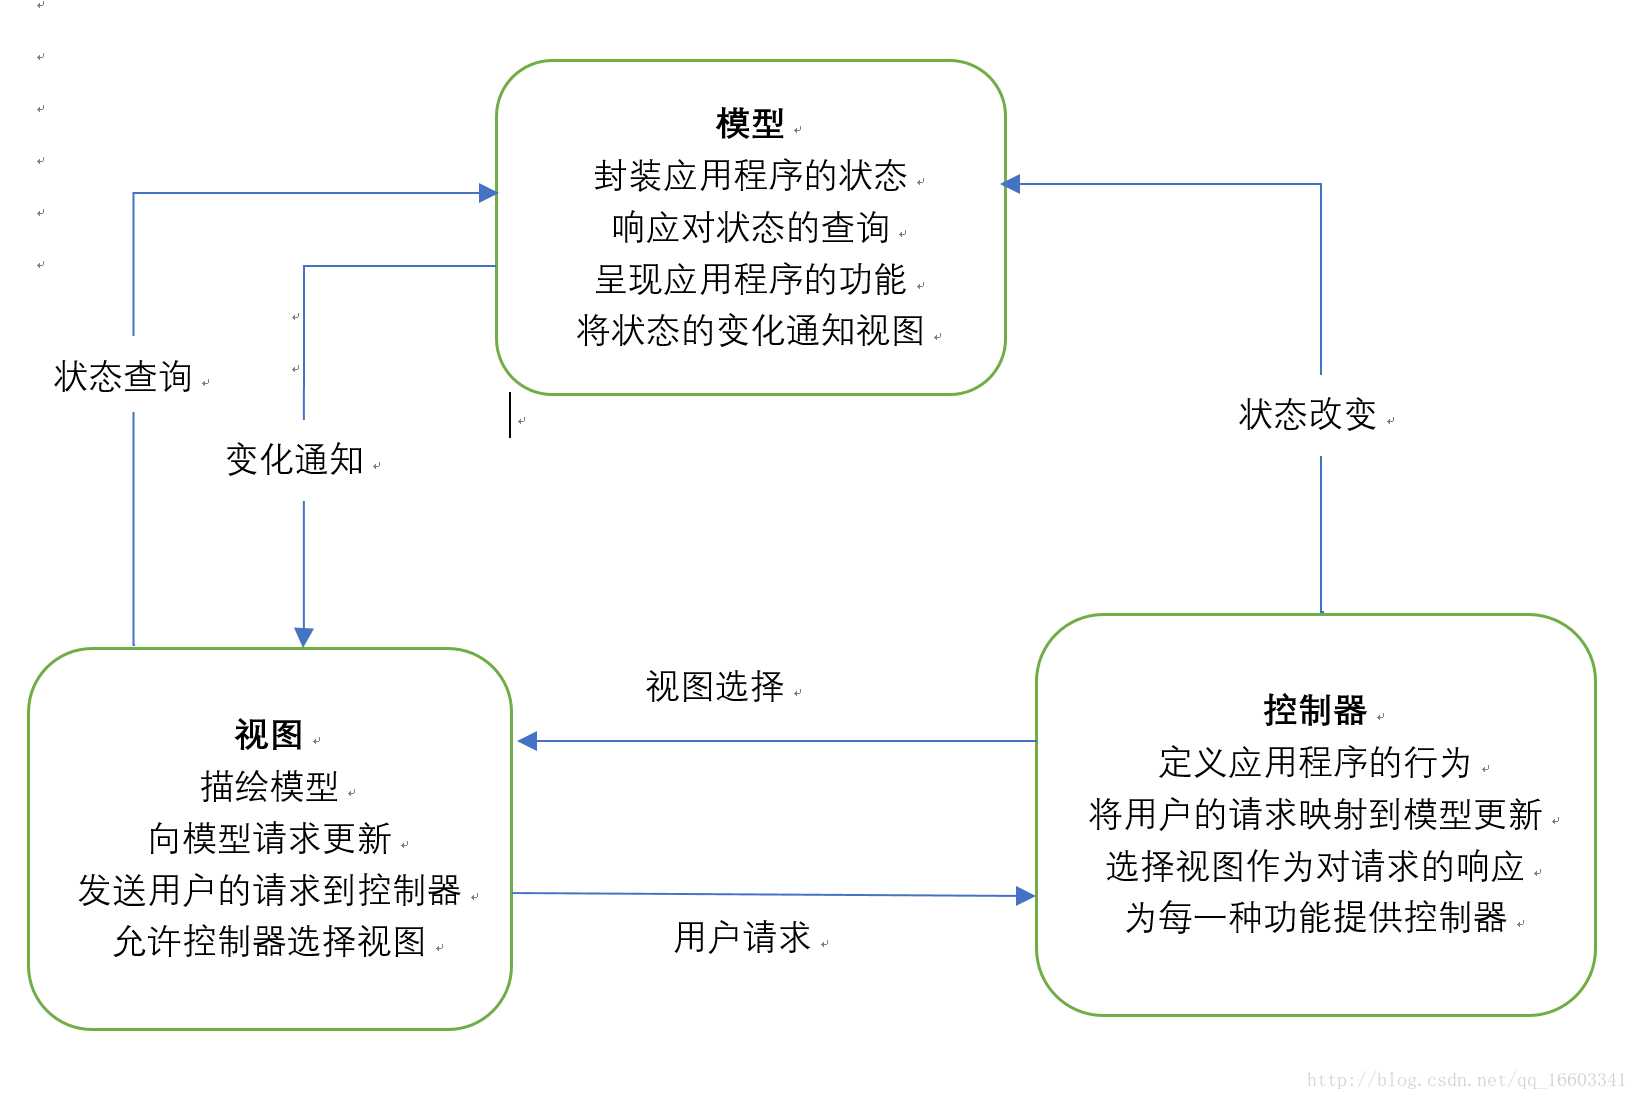 模型
封装应用程序的状态
响应对状态的查询
呈现应用程序的功能
将状态的变化通知视图
状态查询
变化通知
状态改变
视图选择
视图
描绘模型
向模型请求更新
发送用户的请求到控制器
允许控制器选择视图
控制器
定义应用程序的行为
将用户的请求映射到模型更新
选择视图作为对请求的响应
为每一种功能提供控制器
用户请求
http://blog.csdn.net/qq_16603341